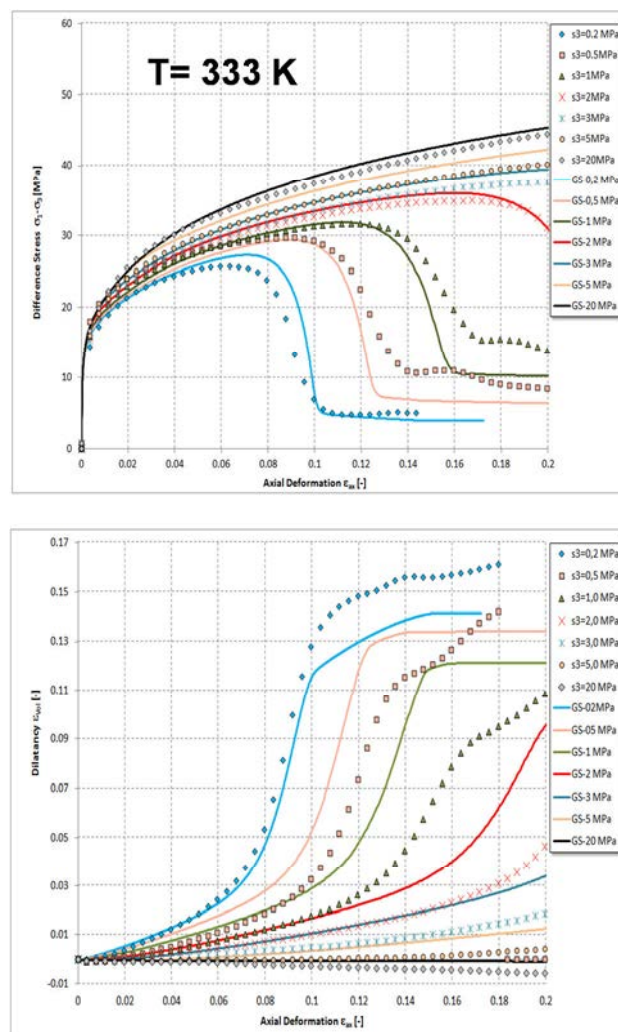 T= 333 K
Difference Stress σ₁-σ₃ [MPa]
60
50
40
30
20
10
0
0 0.02 0.04 0.06 0.08 0.1 0.12 0.14 0.16 0.18 0.2
Axial Deformation εₐₓ [-]
s3=0.2 MPa
s3=0.5MPa
s3=1MPa
s3=2MPa
s3=3MPa
s3=5MPa
s3=20MPa
GS-0,2 MPa
GS-0,5 MPa
GS-1 MPa
GS-2 MPa
GS-3 MPa
GS-5 MPa
GS-20 MPa
Dilatancy εᵥₒₗ [-]
0.17
0.15
0.13
0.11
0.09
0.07
0.05
0.03
0.01
-0.01
0 0.02 0.04 0.06 0.08 0.1 0.12 0.14 0.16 0.18 0.2
Axial Deformation εₐₓ [-]
s3=0,2 MPa
s3=0,5 MPa
s3=1,0 MPa
s3=2,0 MPa
s3=3,0 MPa
s3=5,0 MPa
s3=20 MPa
GS-02MPa
GS-05 MPa
GS-1 MPa
GS-2 MPa
GS-3 MPa
GS-5 MPa
GS-20 MPa